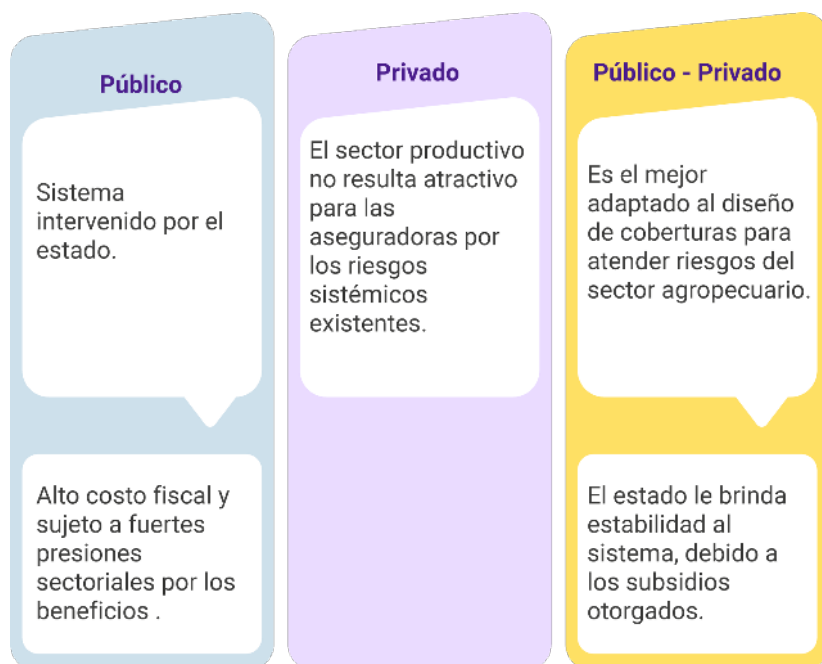 Público
Sistema
intervenido por el
estado.
Alto costo fiscal y
sujeto a fuertes
presiones
sectoriales por los
beneficios .
Privado
El sector productivo
no resulta atractivo
para las
aseguradoras por
los riesgos
sistémicos
existentes.
Público - Privado
Es el mejor
adaptado al diseño
de coberturas para
atender riesgos del
sector agropecuario.
El estado le brinda
estabilidad al
sistema, debido a
los subsidios
otorgados.